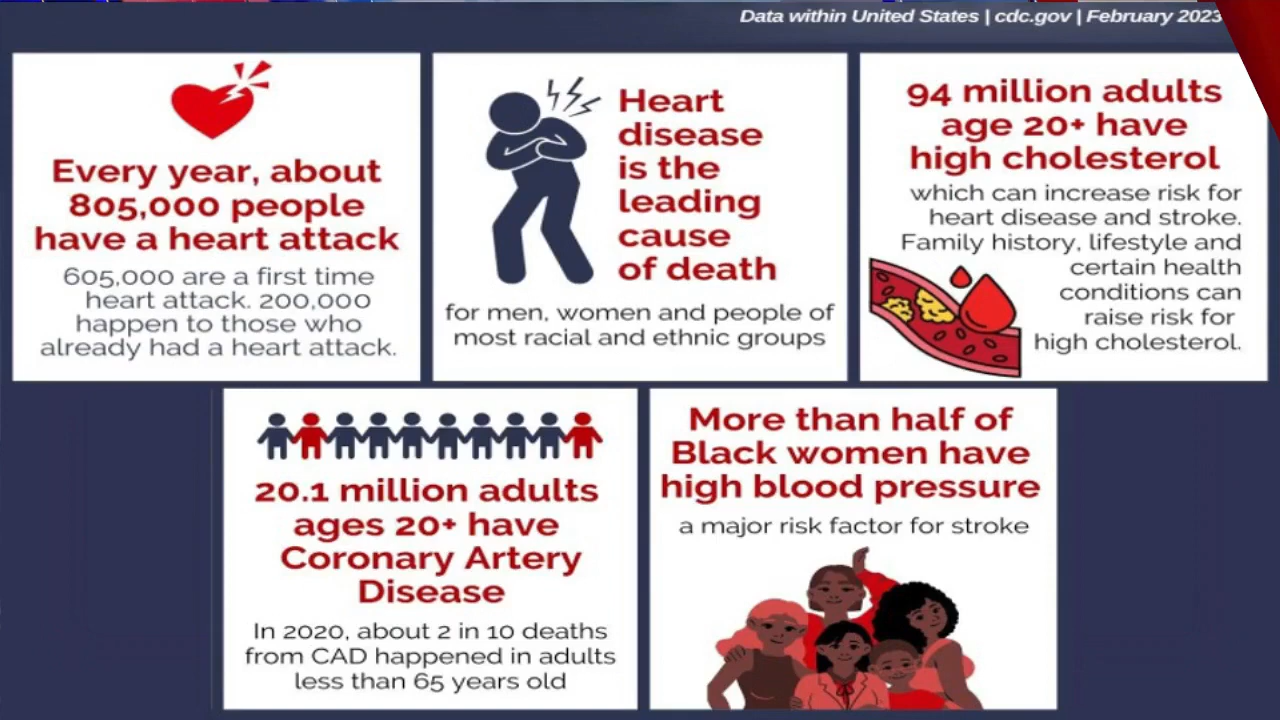 Data within United States | cdc.gov | February 2023
Every year, about
805,000 people
have a heart attack
605,000 are a first time
heart attack. 200,000
happen to those who
already had a heart attack.
Heart
disease
is the
leading
cause
of death
for men, women and people of
most racial and ethnic groups
94 million adults
age 20+ have
high cholesterol
which can increase risk for
heart disease and stroke.
Family history, lifestyle and
certain health
conditions can
raise risk for
high cholesterol.
20.1 million adults
ages 20+ have
Coronary Artery
Disease
In 2020, about 2 in 10 deaths
from CAD happened in adults
less than 65 years old
More than half of
Black women have
high blood pressure
a major risk factor for stroke